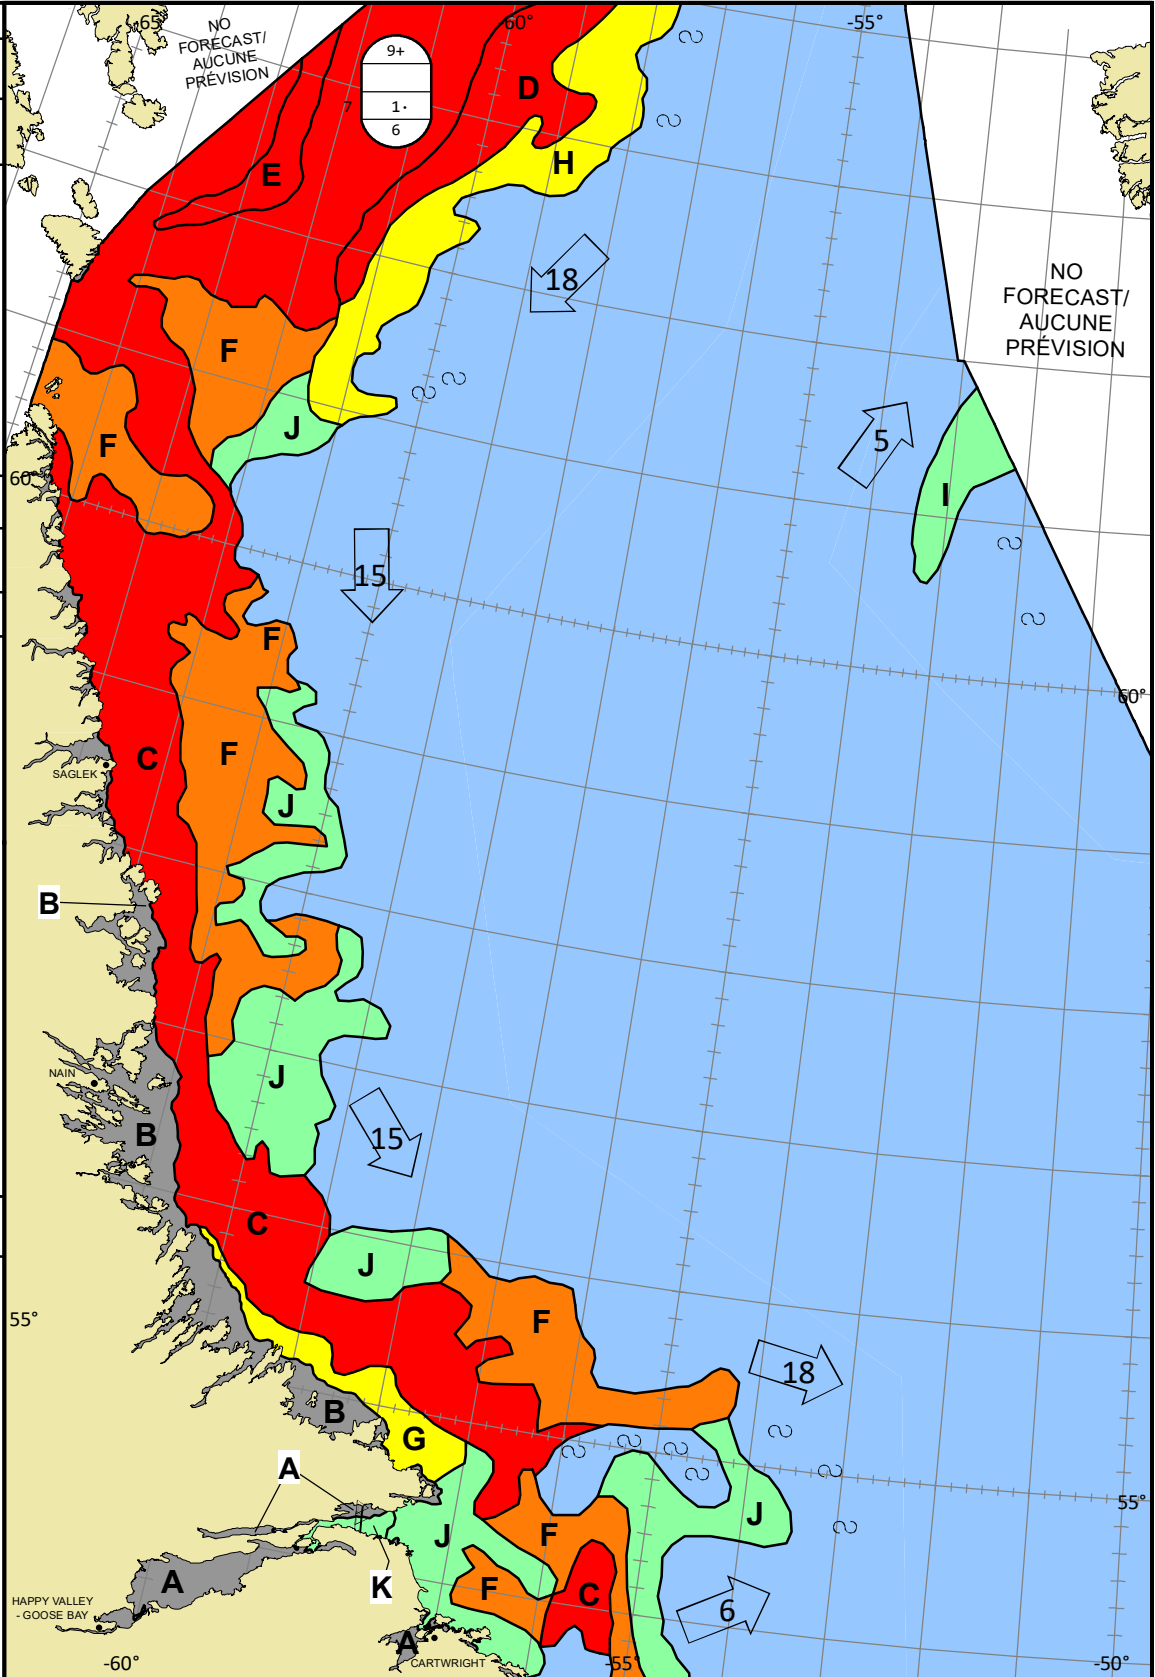 65°
60°
-55°
NO
FORECAST/
AUCUNE
PRÉVISION
9+
1·
6
7
D
H
E
18
NO
FORECAST/
AUCUNE
PRÉVISION
F
J
5
F
60°
I
15
F
60°
C
F
SAGLEK
J
B
J
NAIN
B
15
C
J
55°
F
18
B
G
A
55°
J
J
F
A
K
F
C
HAPPY VALLEY
- GOOSE BAY
6
A
CARTWRIGHT
-60°
-55°
-50°